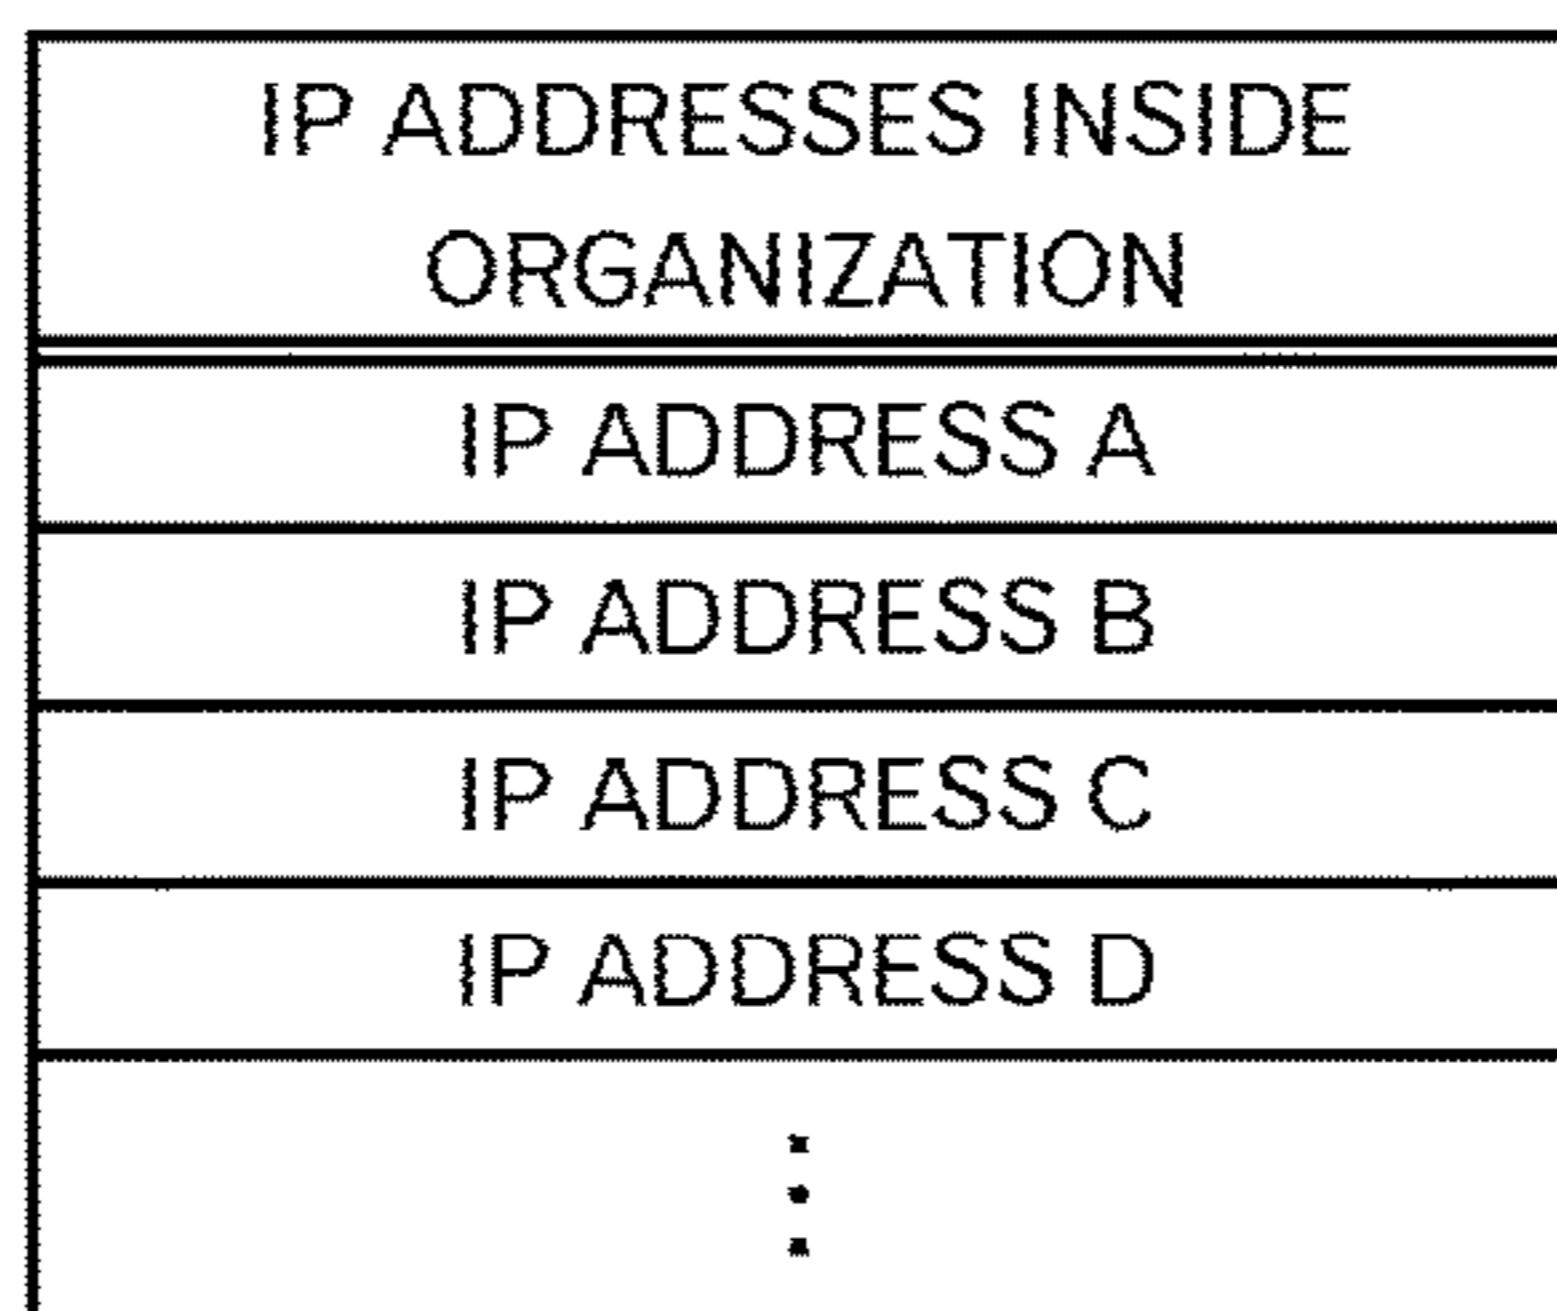 IP ADDRESSES INSIDE
ORGANIZATION
IP ADDRESS A
IP ADDRESS B
IP ADDRESS C
IP ADDRESS D